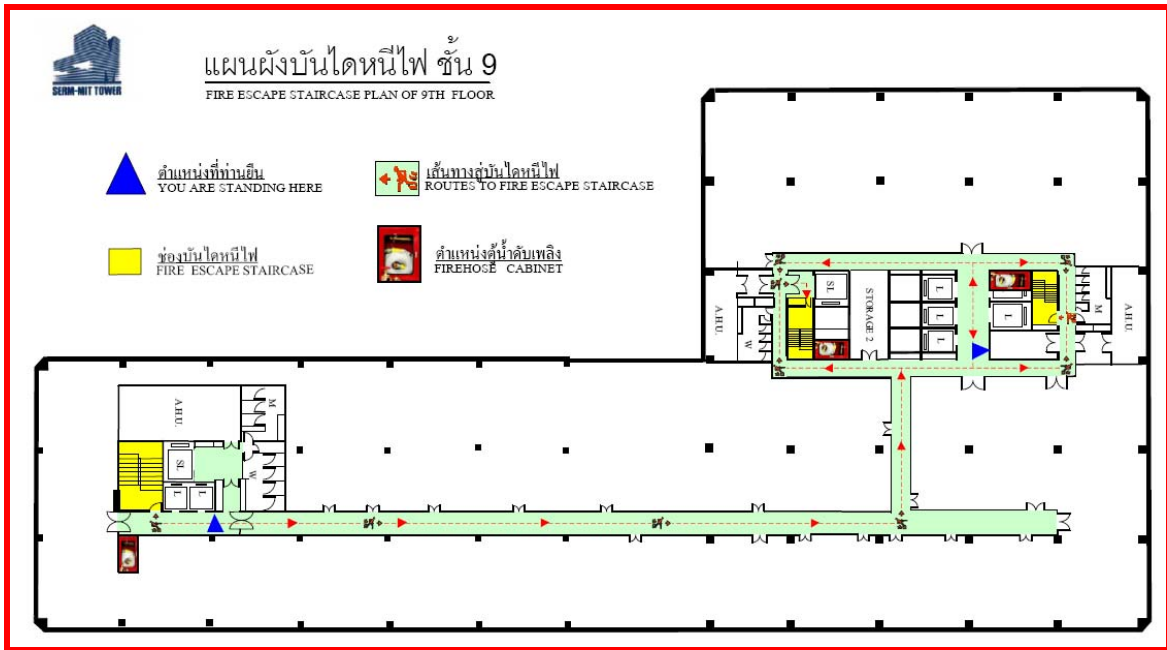 แผนผังบันไดหนีไฟ ชั้น 9
SERM-MIT TOWER
FIRE ESCAPE STAIRCASE PLAN OF 9TH FLOOR
ตำแหน่งที่ท่านยืน
YOU ARE STANDING HERE
เส้นทางสู่บันไดหนีไฟ
ROUTES TO FIRE ESCAPE STAIRCASE
ช่องบันไดหนีไฟ
FIRE ESCAPE STAIRCASE
ตำแหน่งตู้น้ำดับเพลิง
FIREHOSE CABINET
A.H.U.
W
SL
STORAGE 2
L
L
L
L
M
A.H.U.
A.H.U.
M
SL
W
L
L